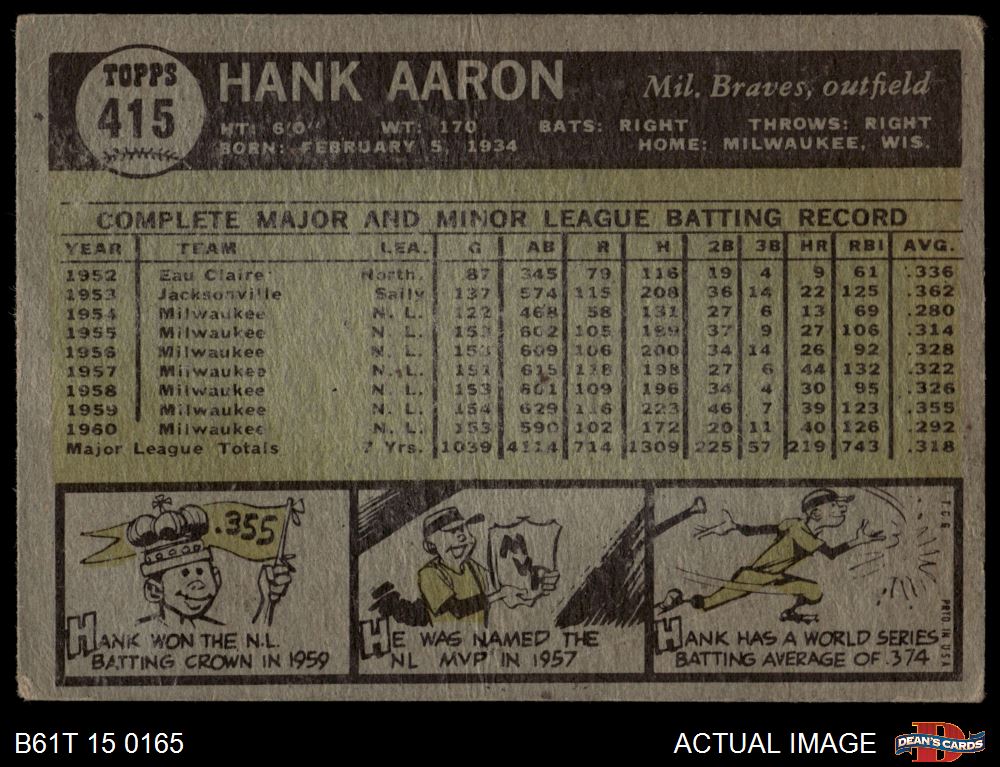 TOPPS
415
HANK AARON
Mil. Braves, outfield
HT: 6'0" WT: 170 BATS: RIGHT THROWS: RIGHT
BORN: FEBRUARY 5, 1934 HOME: MILWAUKEE, WIS.
COMPLETE MAJOR AND MINOR LEAGUE BATTING RECORD
YEAR TEAM LEA. G AB R H 2B 3B HR RBI AVG.
1952 Eau Claire North. 87 345 79 116 19 4 9 61 .336
1953 Jacksonville Sally 137 574 115 208 36 14 22 125 .362
1954 Milwaukee N. L. 122 468 58 131 27 6 13 69 .280
1955 Milwaukee N. L. 153 602 105 189 37 9 27 106 .314
1956 Milwaukee N. L. 153 609 106 200 34 14 26 92 .328
1957 Milwaukee N. L. 151 615 118 198 27 6 44 132 .322
1958 Milwaukee N. L. 153 601 109 196 34 4 30 95 .326
1959 Milwaukee N. L. 154 629 116 223 46 7 39 123 .355
1960 Milwaukee N. L. 153 590 102 172 20 11 40 126 .292
Major League Totals 7 Yrs. 1039 4114 714 1309 225 57 219 743 .318
.355
HANK WON THE N.L.
BATTING CROWN IN 1959
HE WAS NAMED THE
NL MVP IN 1957
HANK HAS A WORLD SERIES
BATTING AVERAGE OF .374
T.C.G.
PRTD IN U.S.A.
B61T 15 0165
ACTUAL IMAGE
D
DEAN'S CARDS